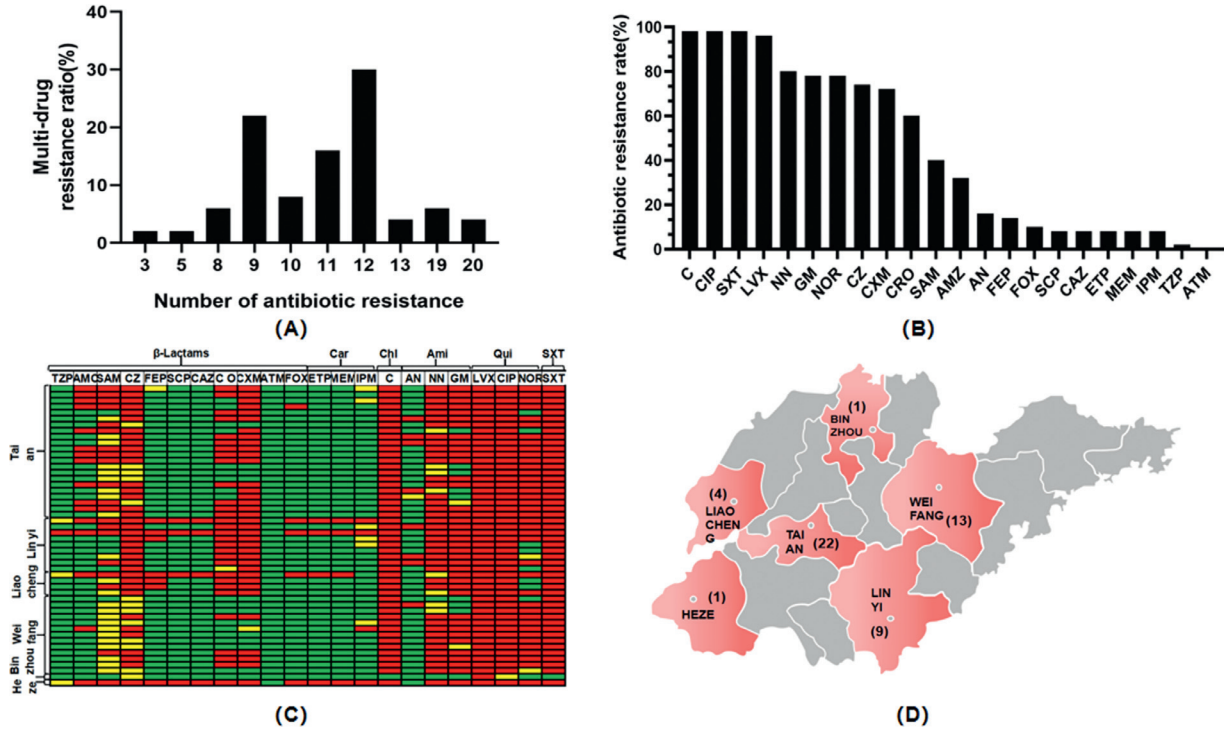 40
30
20
10
0
Multi-drug
resistance ratio(%)
3 5 8 9 10 11 12 13 19 20
Number of antibiotic resistance
(A)
100
80
60
40
20
0
Antibiotic resistance rate(%)
C CIP SXT LVX NN GM NOR CZ CXM CRO SAM AMZ AN FEP FOX SCP CAZ ETP MEM IPM TZP ATM
(B)
β-Lactams Car Chl Ami Qui SXT
TZP AMC SAM CZ FEP SCP CAZ C O CXM ATM FOX ETP MEM IPM C AN NN GM LVX CIP NOR SXT
Tai
an
Lin yi
Liao
cheng
Wei
fang
Bin
zhou
He
ze
(C)
(1)
BIN
ZHOU
(4)
LIAO
CHEN
G
WEI
FANG (13)
TAI
AN (22)
(1)
HEZE
LIN
YI
(9)
(D)